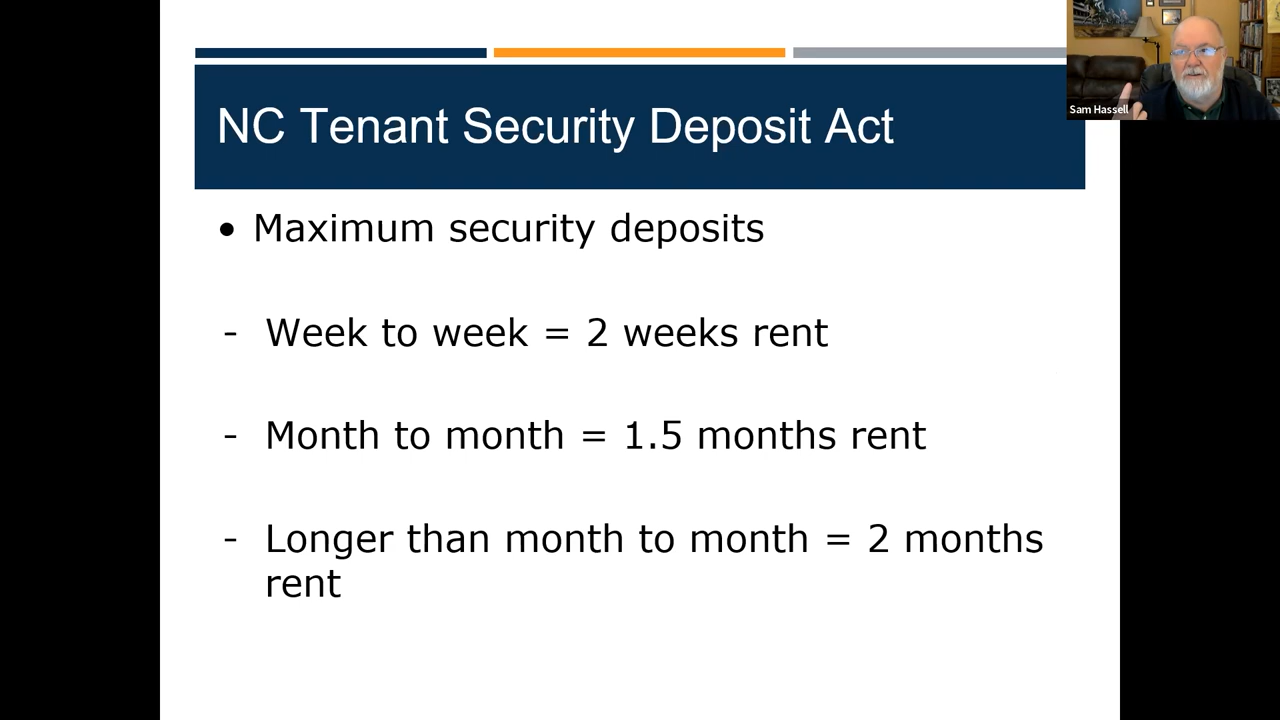 NC Tenant Security Deposit Act
Sam Hassell
• Maximum security deposits
- Week to week = 2 weeks rent
- Month to month = 1.5 months rent
- Longer than month to month = 2 months
rent